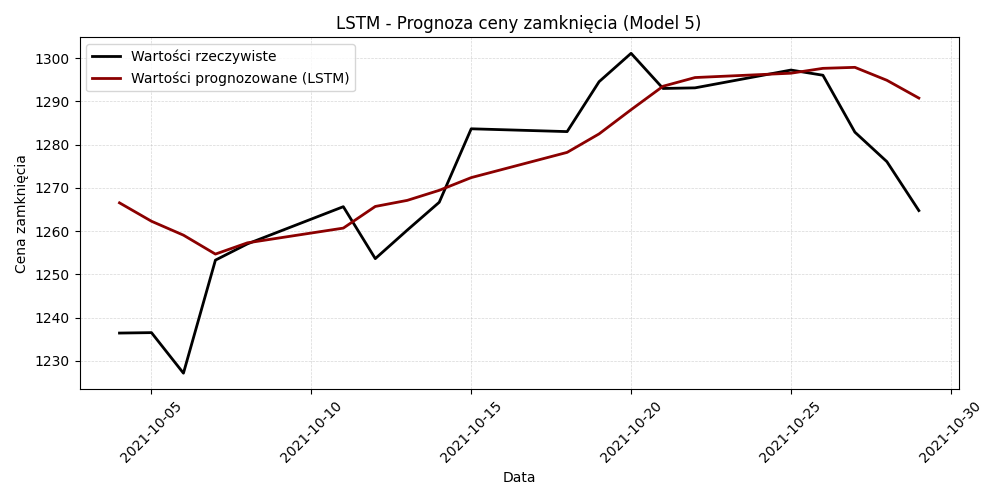 LSTM - Prognoza ceny zamknięcia (Model 5)
Wartości rzeczywiste
Wartości prognozowane (LSTM)
Cena zamknięcia
1300
1290
1280
1270
1260
1250
1240
1230
2021-10-05
2021-10-10
2021-10-15
2021-10-20
2021-10-25
2021-10-30
Data